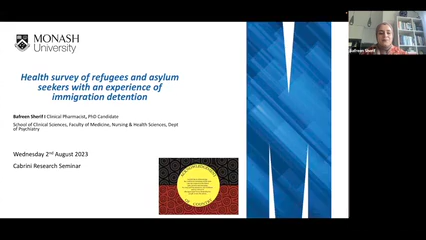 MONASH
University
Health survey of refugees and asylum
seekers with an experience of
immigration detention
Bafreen Sherif I Clinical Pharmacist, PhD Candidate
School of Clinical Sciences, Faculty of Medicine, Nursing & Health Sciences, Dept
of Psychiatry
Wednesday 2nd August 2023
Cabrini Research Seminar
OF COUNTRY
Bafreen Sherif